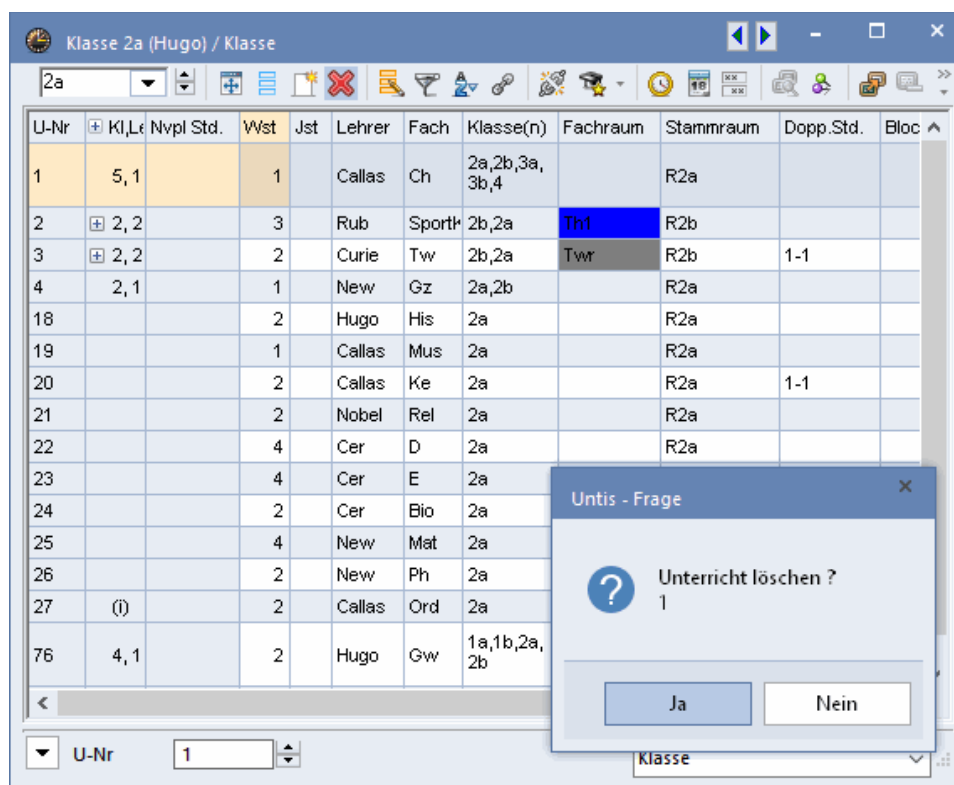 Klasse 2a (Hugo) / Klasse
2a
U-Nr Kl,Le Nvpl Std. Wst Jst Lehrer Fach Klasse(n) Fachraum Stammraum Dopp.Std. Bloc
1 5, 1 1 Callas Ch 2a,2b,3a, R2a
3b,4
2 2, 2 3 Rub Sportk 2b,2a Th1 R2b
3 2, 2 2 Curie Tw 2b,2a Twr R2b 1-1
4 2, 1 1 New Gz 2a,2b R2a
18 2 Hugo His 2a R2a
19 1 Callas Mus 2a R2a
20 2 Callas Ke 2a R2a 1-1
21 2 Nobel Rel 2a R2a
22 4 Cer D 2a R2a
23 4 Cer E 2a
24 2 Cer Bio 2a
25 4 New Mat 2a
26 2 New Ph 2a
27 (i) 2 Callas Ord 2a
76 4, 1 2 Hugo Gw 1a,1b,2a,
2b
Untis - Frage
Unterricht löschen ?
1
Ja Nein
U-Nr 1 Klasse